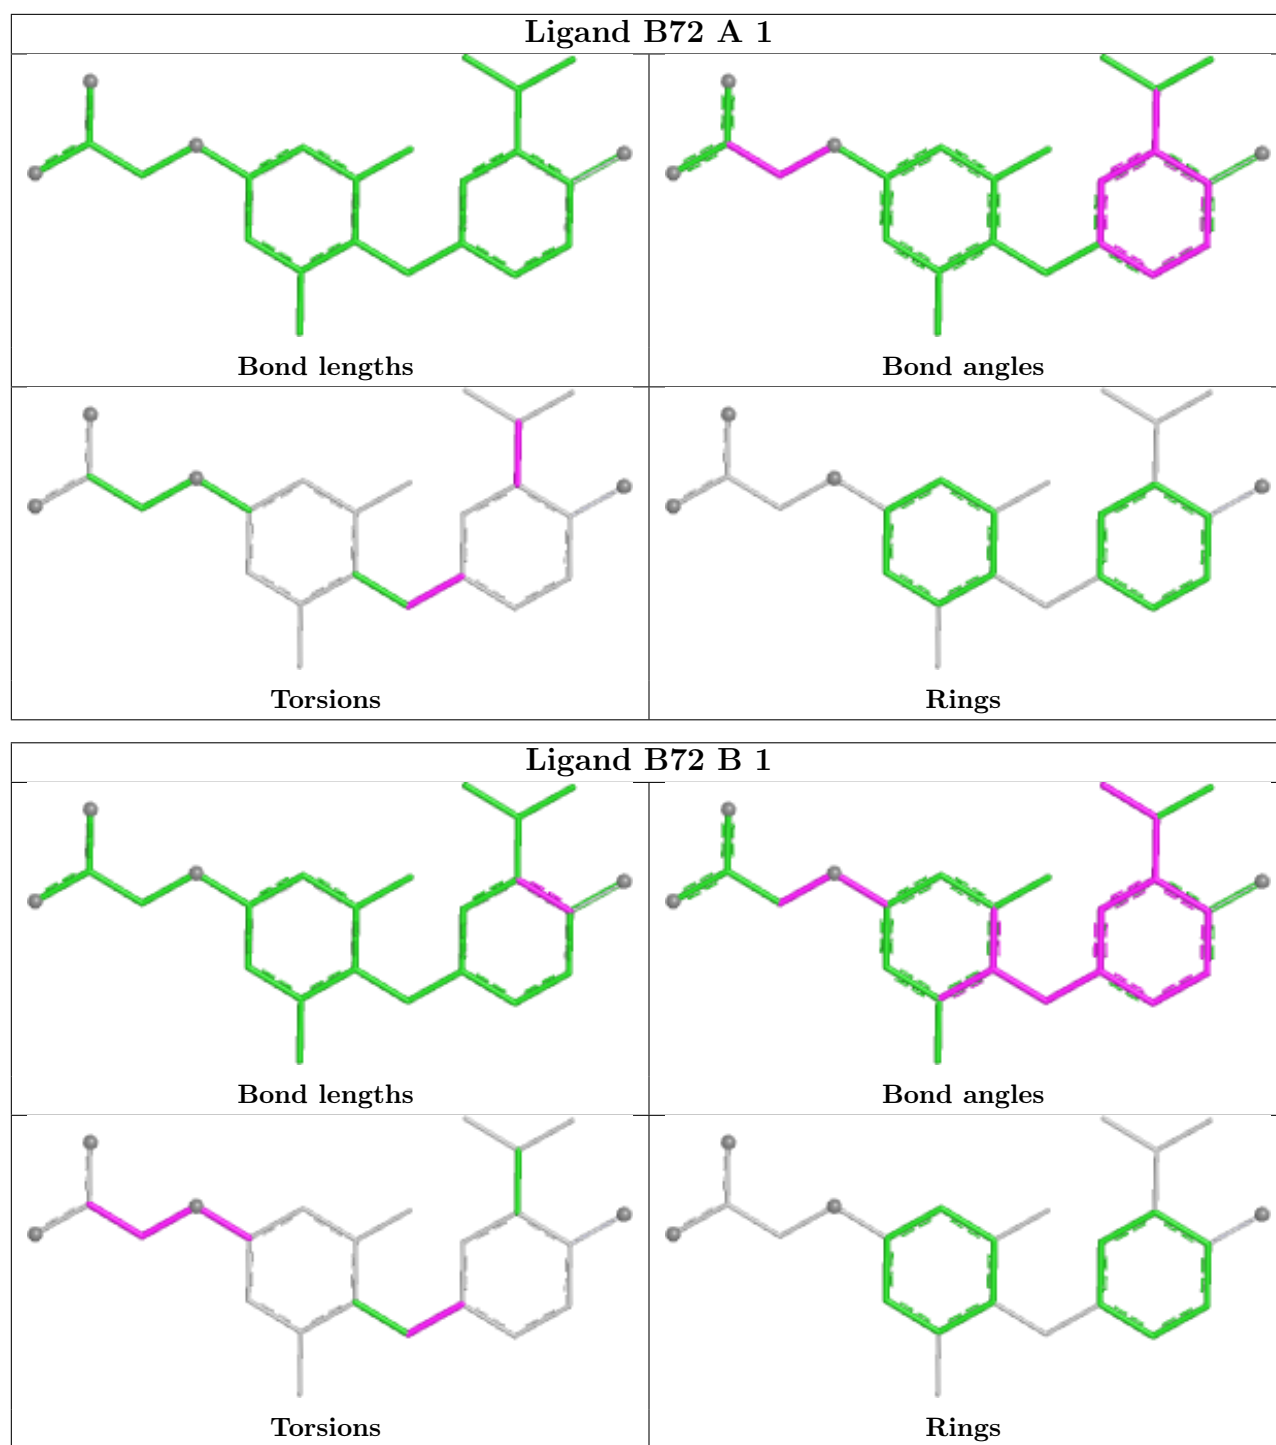 Ligand B72 A 1
Bond lengths
Bond angles
Torsions
Rings
Ligand B72 B 1
Bond lengths
Bond angles
Torsions
Rings